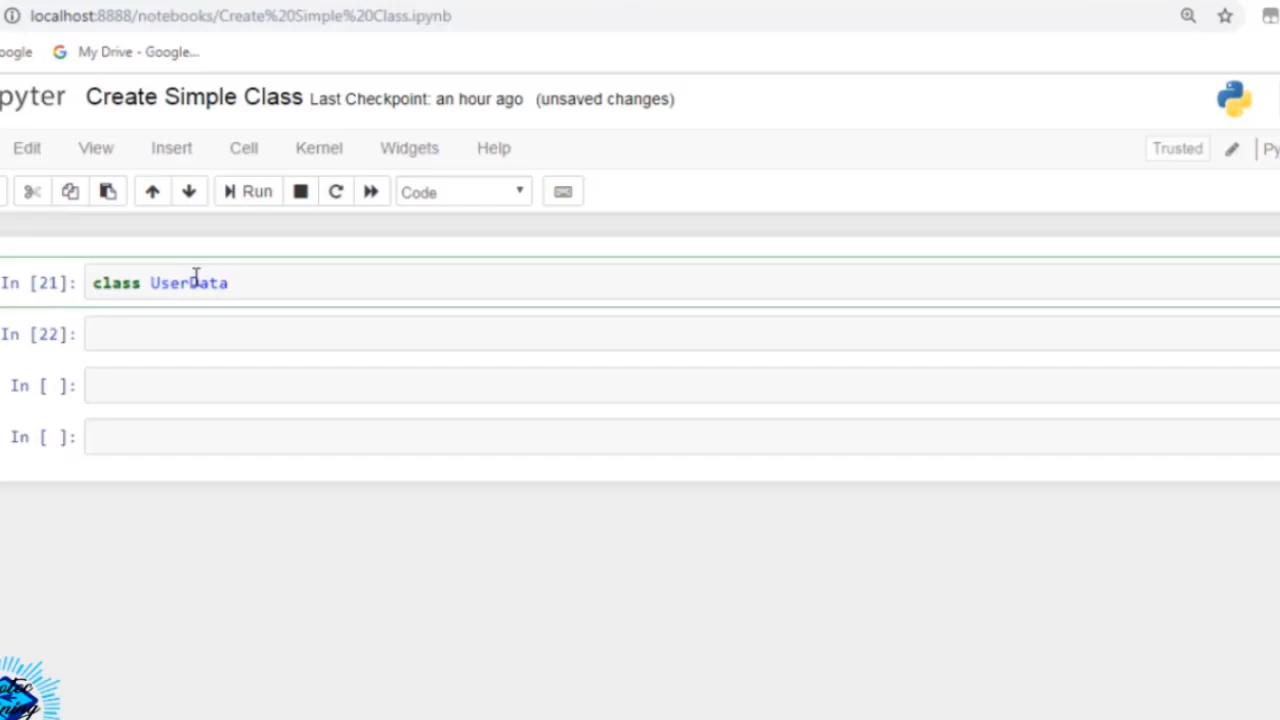 localhost:8888/notebooks/Create%20Simple%20Class.ipynb
oogle My Drive - Google...
pyter Create Simple Class Last Checkpoint: an hour ago (unsaved changes)
Edit View Insert Cell Kernel Widgets Help Trusted Py
Run Code
In [21]: class UserData
In [22]:
In [ ]:
In [ ]: